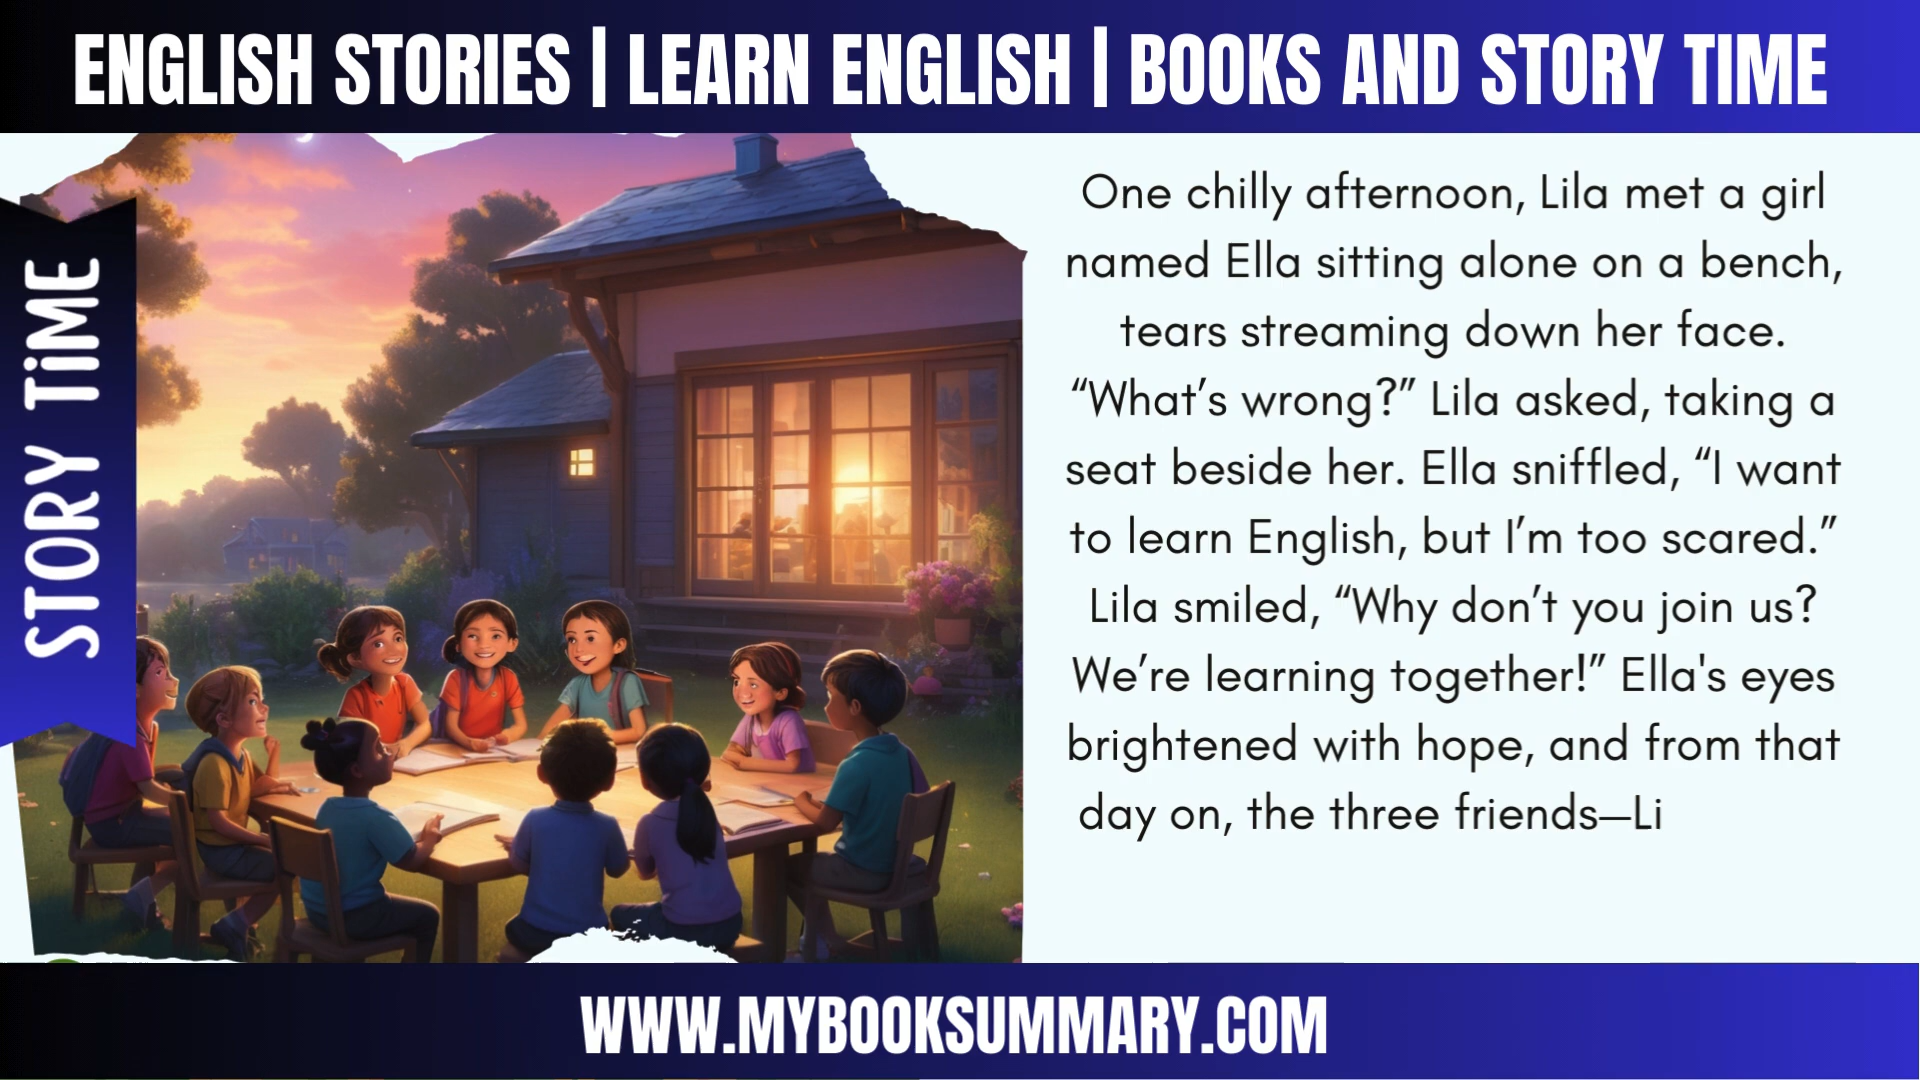 ENGLISH STORIES | LEARN ENGLISH | BOOKS AND STORY TIME
STORY TiME
One chilly afternoon, Lila met a girl
named Ella sitting alone on a bench,
tears streaming down her face.
“What’s wrong?” Lila asked, taking a
seat beside her. Ella sniffled, “I want
to learn English, but I’m too scared.”
Lila smiled, “Why don’t you join us?
We’re learning together!” Ella's eyes
brightened with hope, and from that
day on, the three friends—Li
WWW.MYBOOKSUMMARY.COM